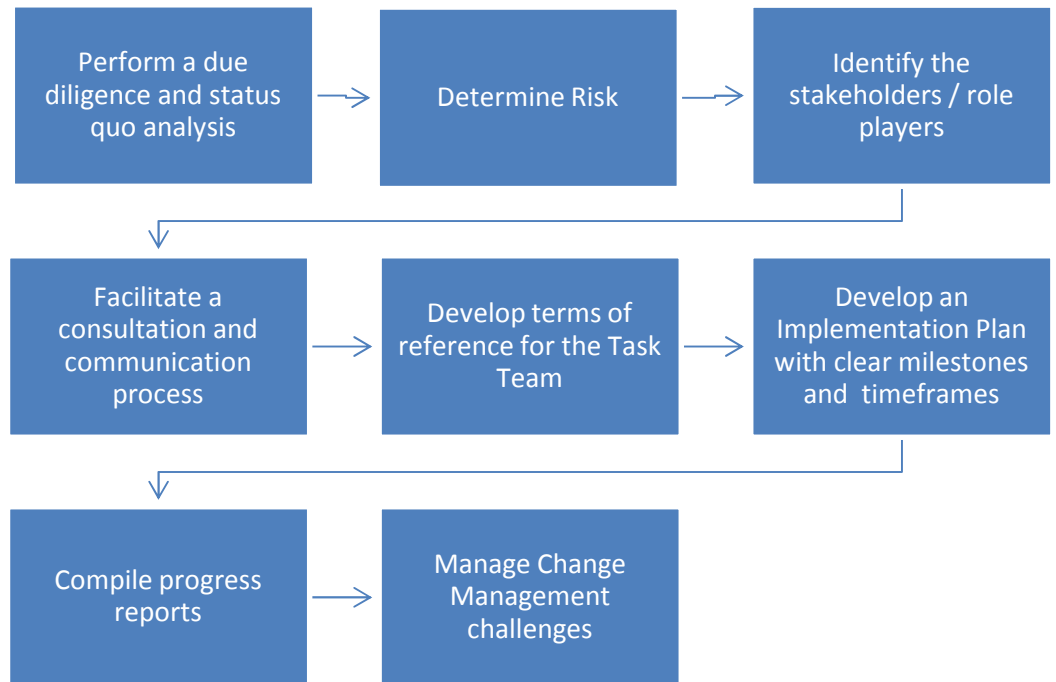 Perform a due
diligence and status
quo analysis
Determine Risk
Identify the
stakeholders / role
players
Facilitate a
consultation and
communication
process
Develop terms of
reference for the Task
Team
Develop an
Implementation Plan
with clear milestones
and  timeframes
Compile progress
reports
Manage Change
Management
challenges